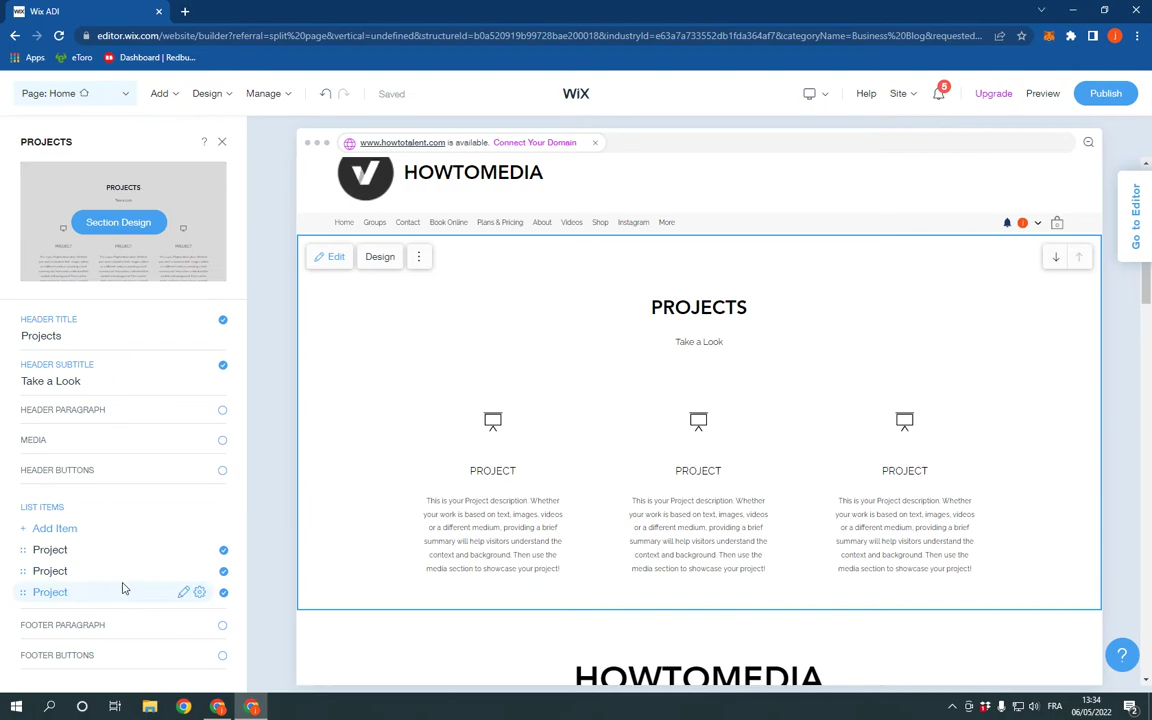 WIX Wix ADI
editor.wix.com/website/builder?referral=split%20page&vertical=undefined&structureId=b0a520919b99728bae200018&industryId=e63a7a733552db1fda364af7&categoryName=Business%20Blog&requested...
Apps eToro Dashboard | Redbu...
Page: Home Add Design Manage Saved WiX Help Site 5 Upgrade Preview Publish
PROJECTS ?
PROJECTS
Take a Look
Section Design
PROJECT PROJECT PROJECT
HEADER TITLE
Projects
HEADER SUBTITLE
Take a Look
HEADER PARAGRAPH
MEDIA
HEADER BUTTONS
LIST ITEMS
+ Add Item
Project
Project
Project
FOOTER PARAGRAPH
FOOTER BUTTONS
www.howtotalent.com is available. Connect Your Domain
HOWTOMEDIA
Home Groups Contact Book Online Plans & Pricing About Videos Shop Instagram More
0
Edit Design
PROJECTS
Take a Look
PROJECT
This is your Project description. Whether
your work is based on text, images, videos
or a different medium, providing a brief
summary will help visitors understand the
context and background. Then use the
media section to showcase your project!
PROJECT
This is your Project description. Whether
your work is based on text, images, videos
or a different medium, providing a brief
summary will help visitors understand the
context and background. Then use the
media section to showcase your project!
PROJECT
This is your Project description. Whether
your work is based on text, images, videos
or a different medium, providing a brief
summary will help visitors understand the
context and background. Then use the
media section to showcase your project!
HOWTOMEDIA
Go to Editor
?
FRA
13:34
06/05/2022
2